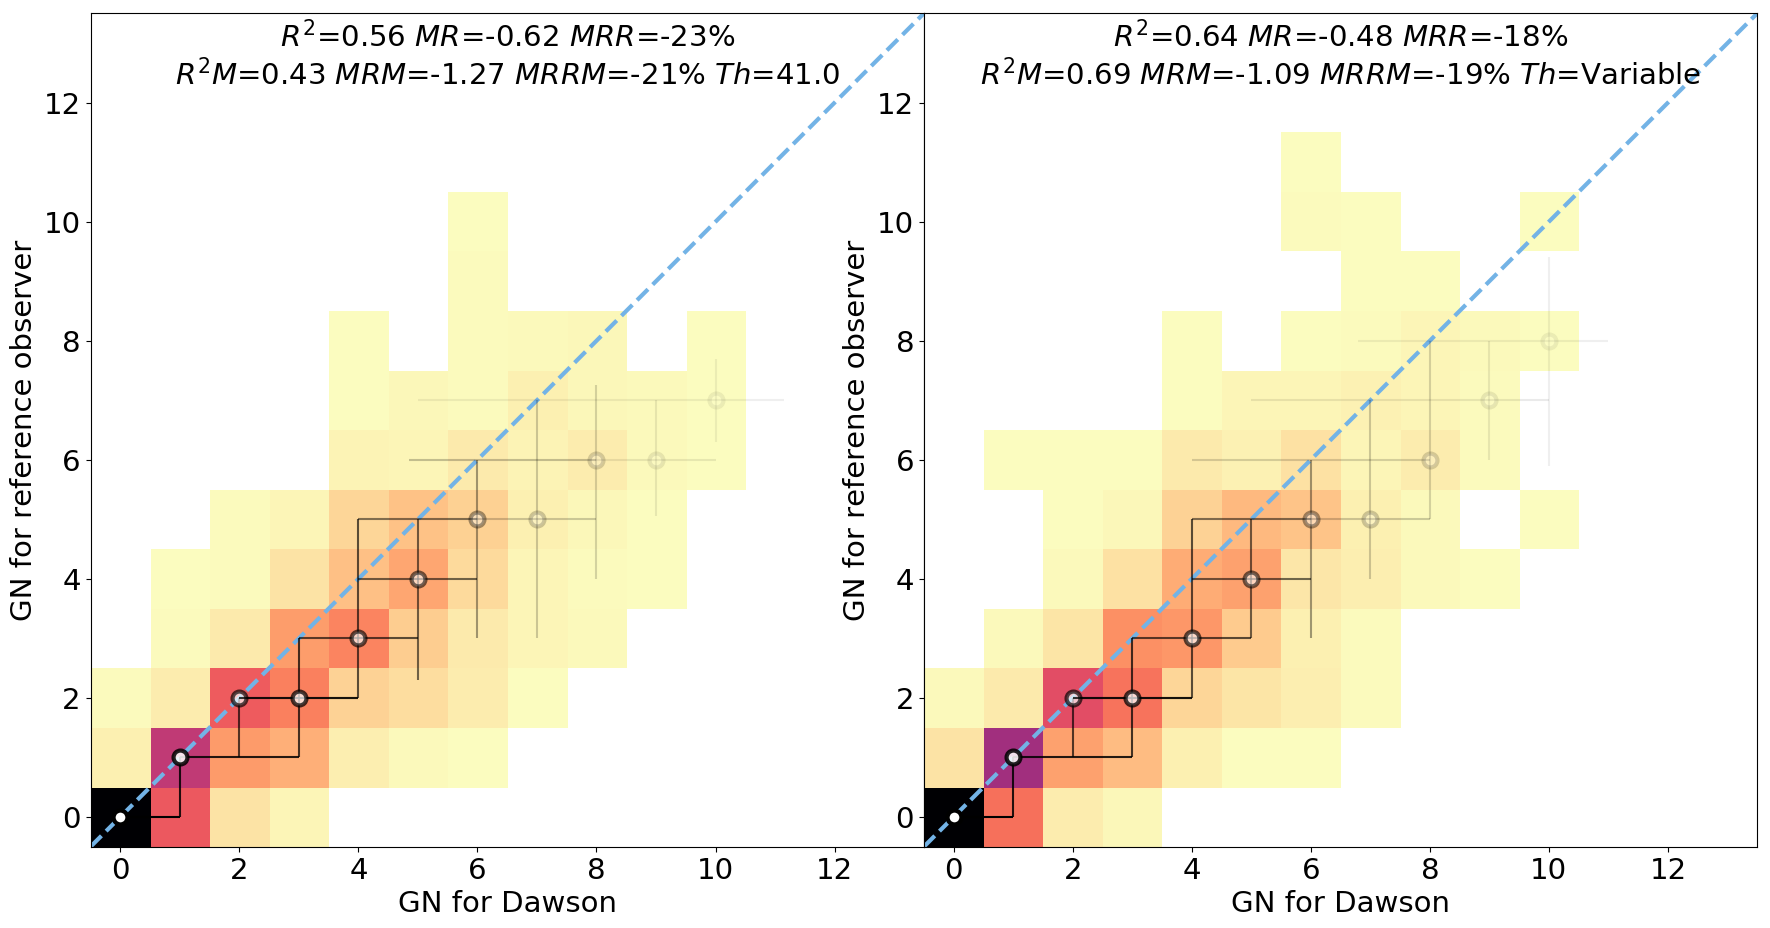 R²=0.56 MR=-0.62 MRR=-23%
R²M=0.43 MRM=-1.27 MRRM=-21% Th=41.0
12
10
8
6
4
2
0
GN for reference observer
0 2 4 6 8 10 12
GN for Dawson
R²=0.64 MR=-0.48 MRR=-18%
R²M=0.69 MRM=-1.09 MRRM=-19% Th=Variable
12
10
8
6
4
2
0
GN for reference observer
0 2 4 6 8 10 12
GN for Dawson